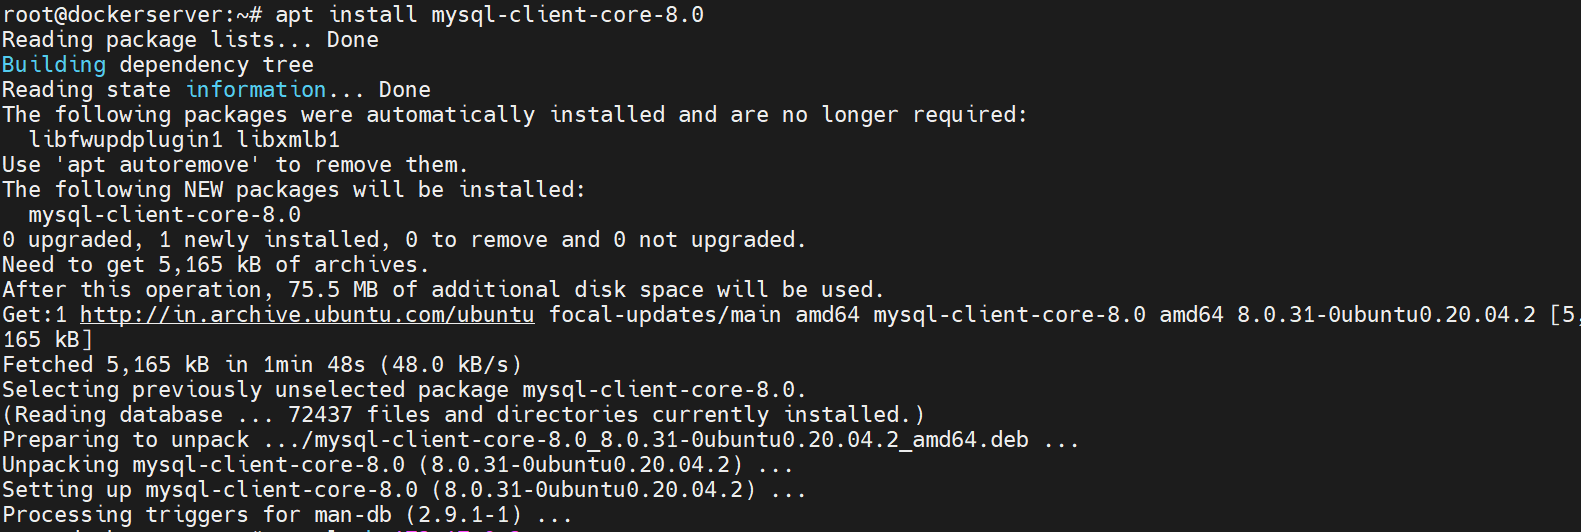 root@dockerserver:~# apt install mysql-client-core-8.0
Reading package lists... Done
Building dependency tree
Reading state information... Done
The following packages were automatically installed and are no longer required:
  libfwupdplugin1 libxmlb1
Use 'apt autoremove' to remove them.
The following NEW packages will be installed:
  mysql-client-core-8.0
0 upgraded, 1 newly installed, 0 to remove and 0 not upgraded.
Need to get 5,165 kB of archives.
After this operation, 75.5 MB of additional disk space will be used.
Get:1 http://in.archive.ubuntu.com/ubuntu focal-updates/main amd64 mysql-client-core-8.0 amd64 8.0.31-0ubuntu0.20.04.2 [5,
165 kB]
Fetched 5,165 kB in 1min 48s (48.0 kB/s)
Selecting previously unselected package mysql-client-core-8.0.
(Reading database ... 72437 files and directories currently installed.)
Preparing to unpack .../mysql-client-core-8.0_8.0.31-0ubuntu0.20.04.2_amd64.deb ...
Unpacking mysql-client-core-8.0 (8.0.31-0ubuntu0.20.04.2) ...
Setting up mysql-client-core-8.0 (8.0.31-0ubuntu0.20.04.2) ...
Processing triggers for man-db (2.9.1-1) ...